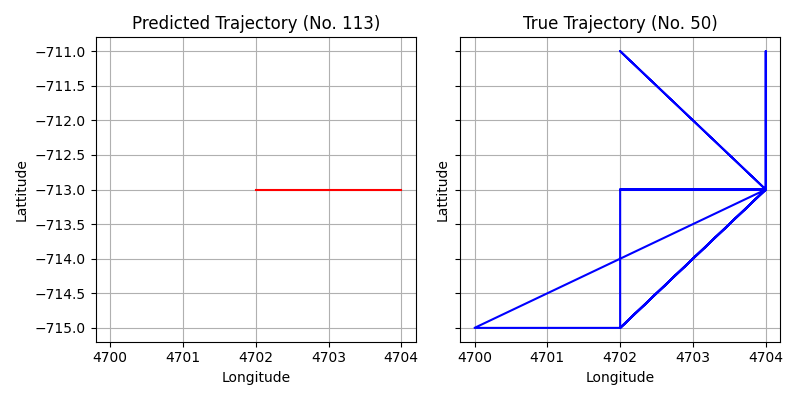 Predicted Trajectory (No. 113)
True Trajectory (No. 50)
−711.0
−711.5
−712.0
−712.5
−713.0
−713.5
−714.0
−714.5
−715.0
Lattitude
Lattitude
4700 4701 4702 4703 4704
4700 4701 4702 4703 4704
Longitude
Longitude